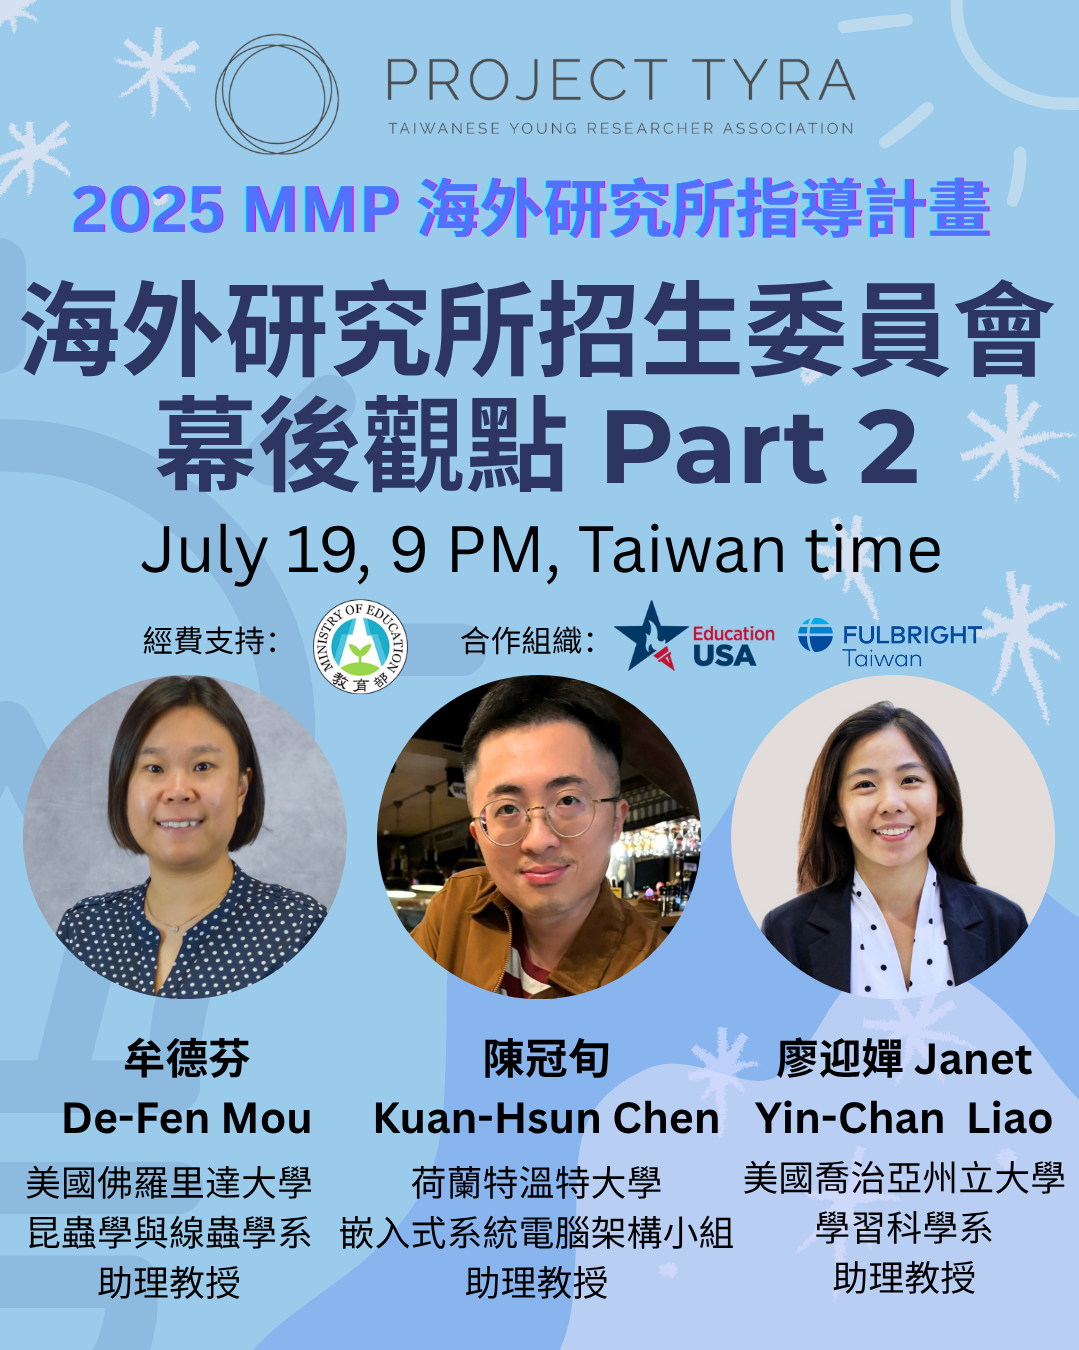 PROJECT TYRA
TAIWANESE YOUNG RESEARCHER ASSOCIATION
2025 MMP 海外研究所指導計畫
海外研究所招生委員會
幕後觀點 Part 2
July 19, 9 PM, Taiwan time
經費支持：
MINISTRY OF EDUCATION
教育部
合作組織：
Education
USA
FULBRIGHT
Taiwan
牟德芬
De-Fen Mou
美國佛羅里達大學
昆蟲學與線蟲學系
助理教授
陳冠旬
Kuan-Hsun Chen
荷蘭特溫特大學
嵌入式系統電腦架構小組
助理教授
廖迎嬋 Janet
Yin-Chan Liao
美國喬治亞州立大學
學習科學系
助理教授